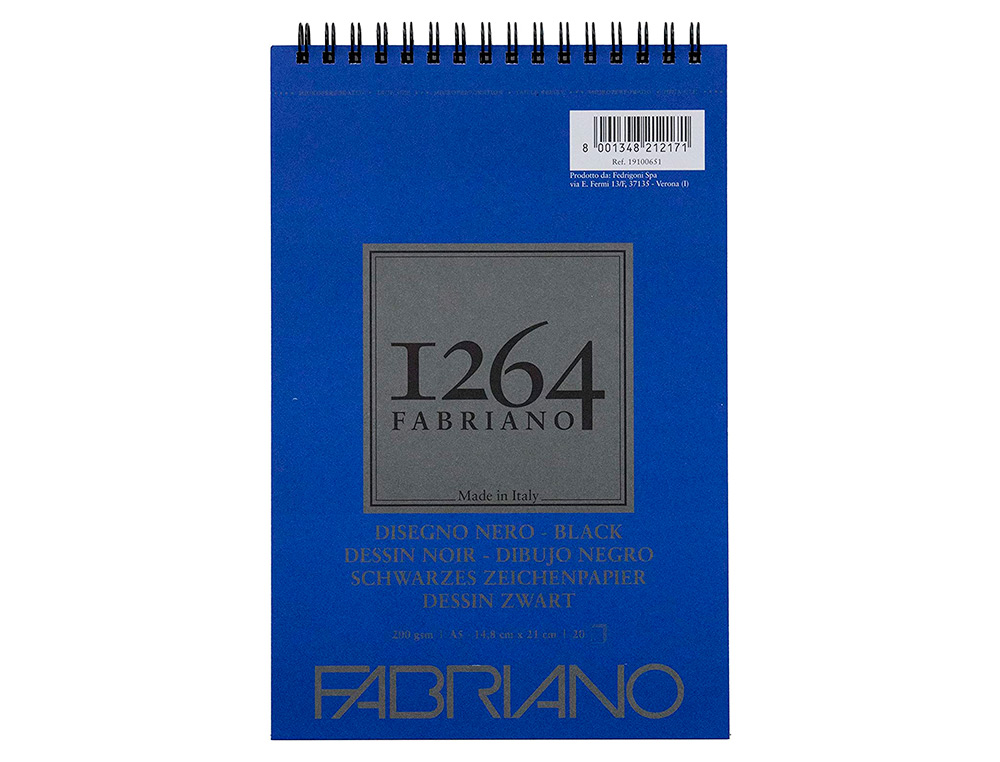 8 001348 212171
Ref. 19100651
Prodotto da: Fedrigoni Spa
via E. Fermi 13/F, 37135 - Verona (I)
1264
FABRIANO
Made in Italy
DISEGNO NERO - BLACK
DESSIN NOIR - DIBUJO NEGRO
SCHWARZES ZEICHENPAPIER
DESSIN ZWART
200 gsm | A5 14,8 cm x 21 cm | 20
FABRIANO